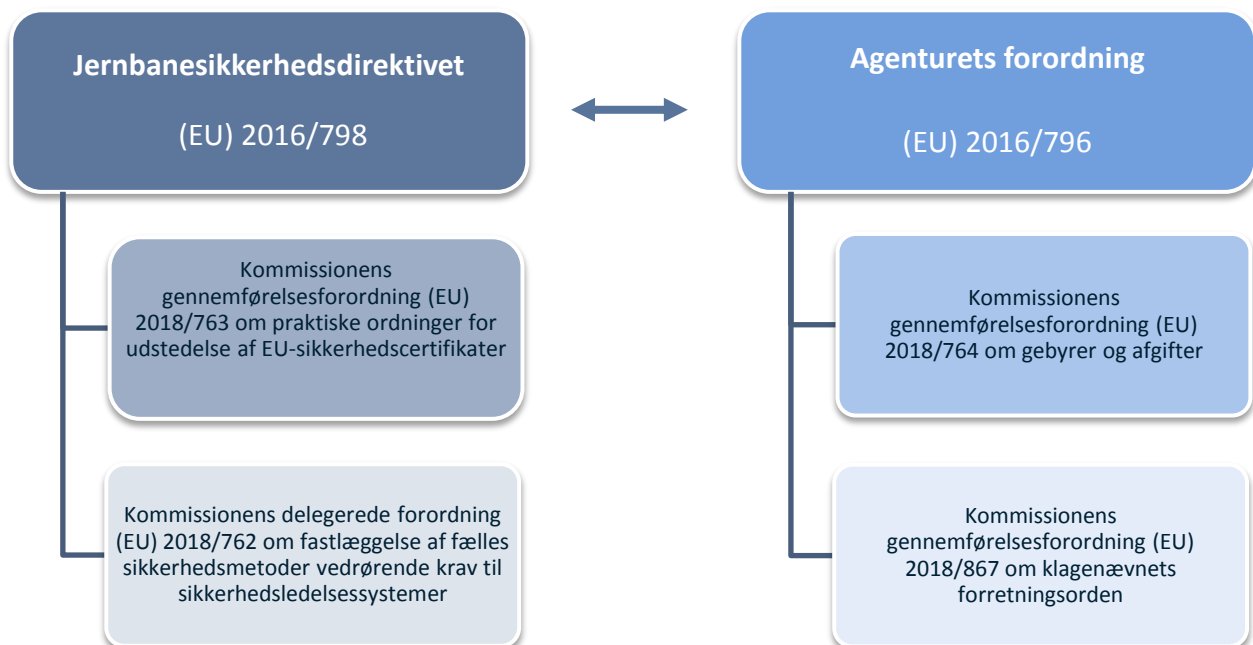 Jernbanesikkerhedsdirektivet
(EU) 2016/798
Kommissionens
gennemførelsesforordning (EU)
2018/763 om praktiske ordninger for
udstedelse af EU-sikkerhedscertifikater
Kommissionens delegerede forordning
(EU) 2018/762 om fastlæggelse af fælles
sikkerhedsmetoder vedrørende krav til
sikkerhedsledelsessystemer
Agenturets forordning
(EU) 2016/796
Kommissionens
gennemførelsesforordning (EU)
2018/764 om gebyrer og afgifter
Kommissionens
gennemførelsesforordning (EU)
2018/867 om klagenævnets
forretningsorden